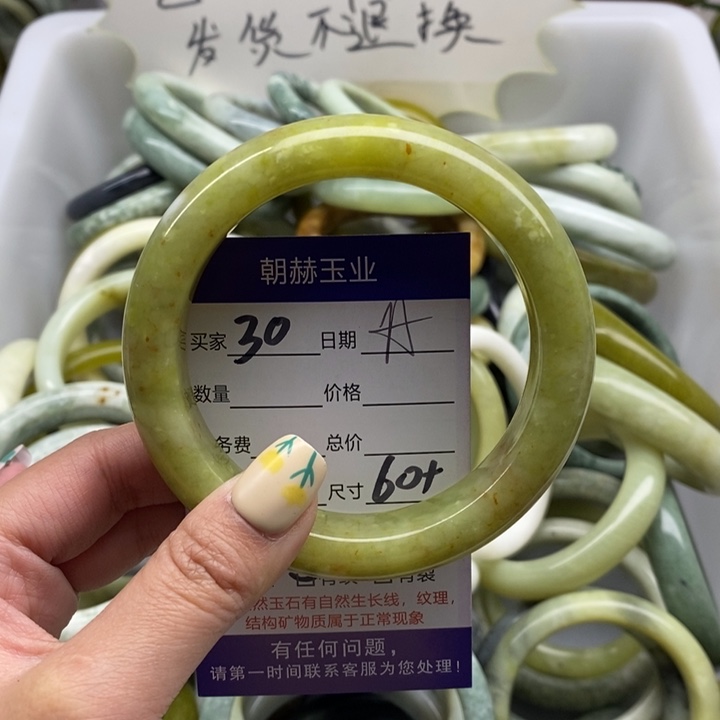 发货不退换
朝赫玉业
买家 30 日期
数量 价格
务费 总价
尺寸 60+
然玉石有自然生长线，纹理，
结构矿物质属于正常现象
有任何问题，
请第一时间联系客服为您处理！